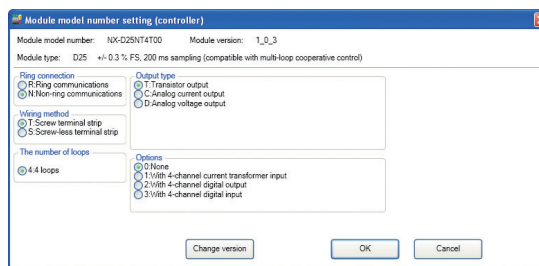 Module model number setting (controller)
Module model number: NX-D25NT4T00 Module version: 1_0_3
Module type: D25 +/- 0.3 % FS, 200 ms sampling (compatible with multi-loop cooperative control)
Ring connection
R:Ring communications
N:Non-ring communications
Wiring method
T:Screw terminal strip
S:Screw-less terminal strip
The number of loops
4:4 loops
Output type
T:Transistor output
C:Analog current output
D:Analog voltage output
Options
0:None
1:With 4-channel current transformer input
2:With 4-channel digital output
3:With 4-channel digital input
Change version
OK
Cancel